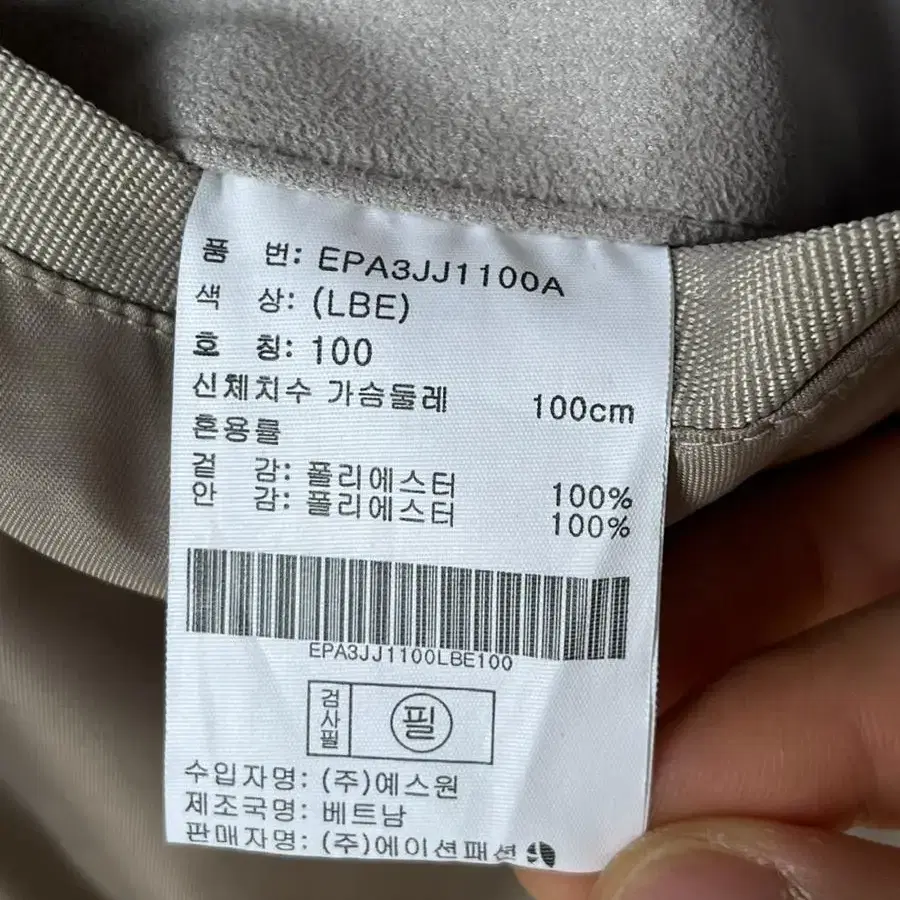 품 번: EPA3JJ1100A
색 상: (LBE)
호 칭: 100
신체치수 가슴둘레 100cm
혼용률
겉 감: 폴리에스터 100%
안 감: 폴리에스터 100%
EPA3JJ1100LBE100
검사필 필
수입자명: (주)예스원
제조국명: 베트남
판매자명: (주)에이션패션